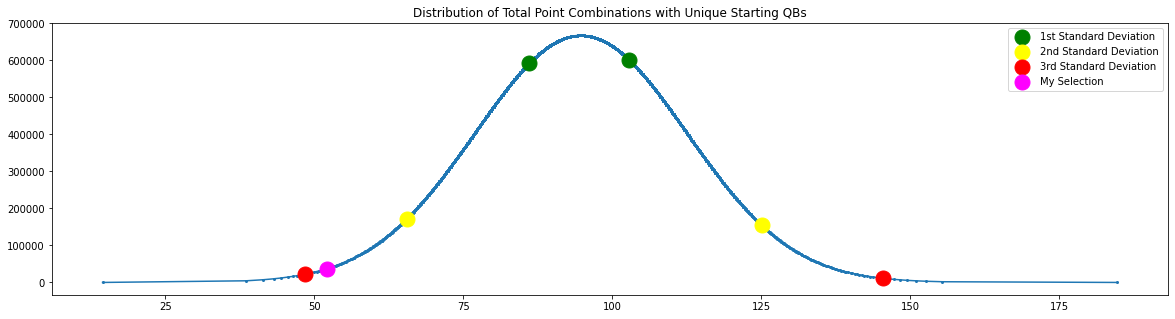 Distribution of Total Point Combinations with Unique Starting QBs
700000
600000
500000
400000
300000
200000
100000
0
1st Standard Deviation
2nd Standard Deviation
3rd Standard Deviation
My Selection
25 50 75 100 125 150 175